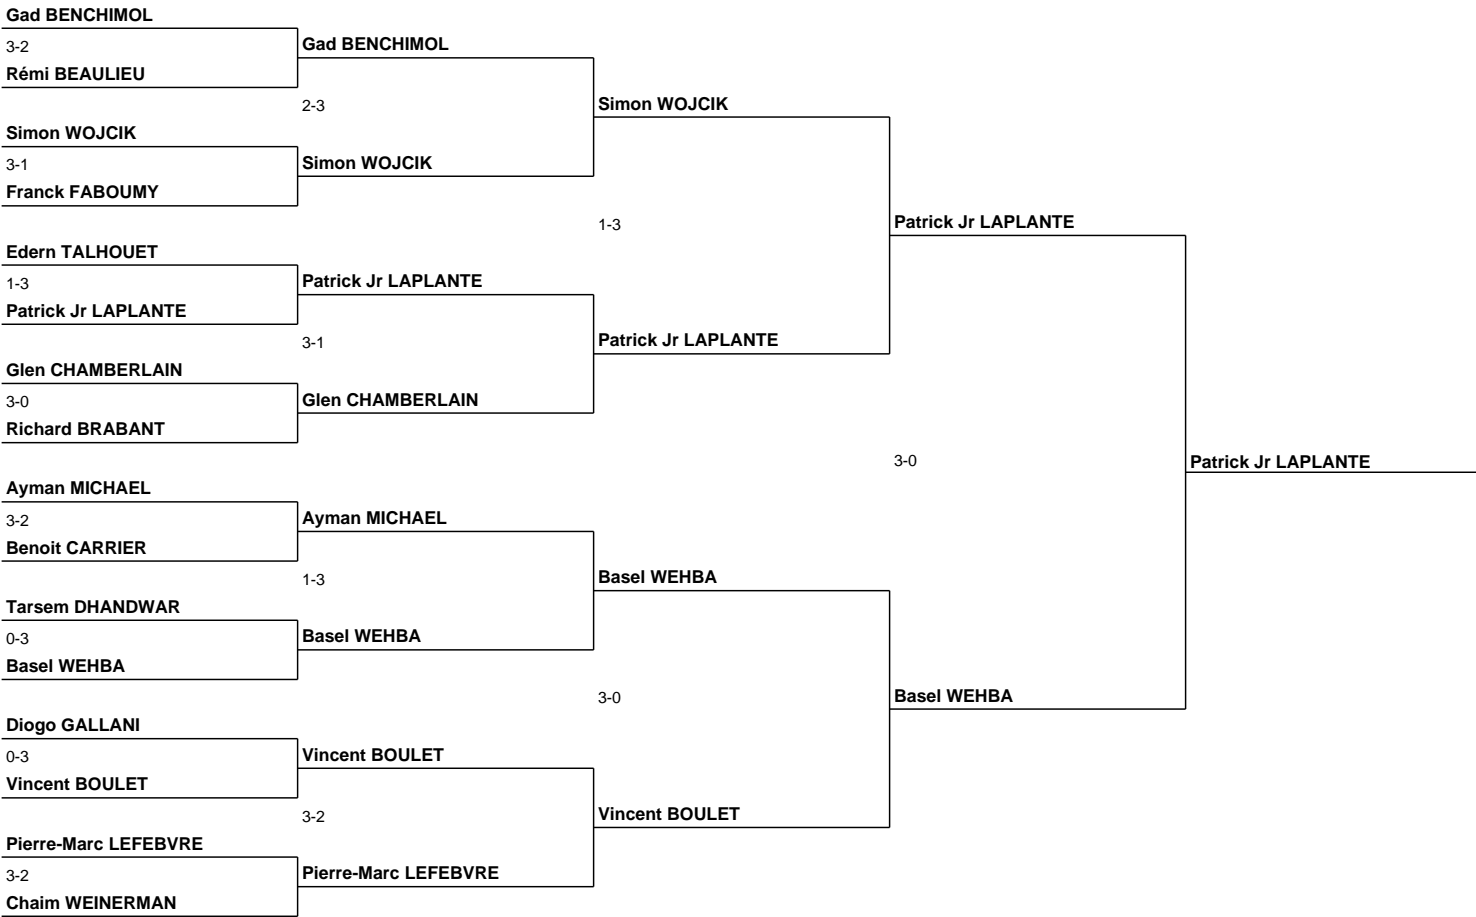 Gad BENCHIMOL
3-2
Rémi BEAULIEU
Simon WOJCIK
3-1
Franck FABOUMY
Edern TALHOUET
1-3
Patrick Jr LAPLANTE
Glen CHAMBERLAIN
3-0
Richard BRABANT
Ayman MICHAEL
3-2
Benoit CARRIER
Tarsem DHANDWAR
0-3
Basel WEHBA
Diogo GALLANI
0-3
Vincent BOULET
Pierre-Marc LEFEBVRE
3-2
Chaim WEINERMAN
Gad BENCHIMOL
2-3
Simon WOJCIK
Patrick Jr LAPLANTE
3-1
Glen CHAMBERLAIN
Ayman MICHAEL
1-3
Basel WEHBA
Vincent BOULET
3-2
Pierre-Marc LEFEBVRE
Simon WOJCIK
1-3
Patrick Jr LAPLANTE
Basel WEHBA
3-0
Vincent BOULET
Patrick Jr LAPLANTE
3-0
Basel WEHBA
Patrick Jr LAPLANTE